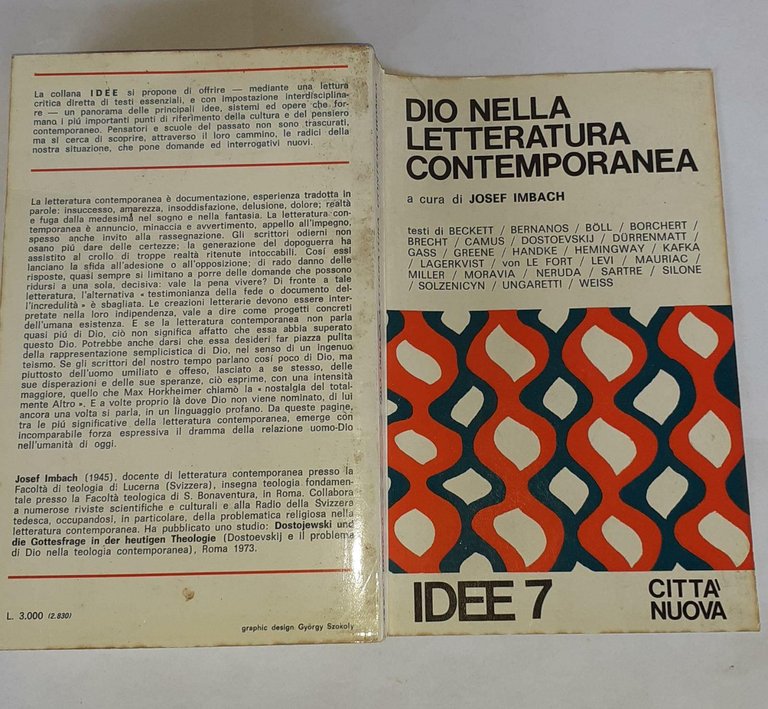 La collana IDEE si propone di offrire — mediante una lettura
critica diretta di testi essenziali, e con impostazione interdisciplina-
re — un panorama delle principali idee, sistemi ed opere che for-
mano i piú importanti punti di riferimento della cultura e del pensiero
contemporaneo. Pensatori e scuole del passato non sono trascurati,
ma si cerca di scoprire, attraverso il loro cammino, le radici della
nostra situazione, che pone domande ed interrogativi nuovi.
La letteratura contemporanea è documentazione, esperienza tradotta in
parole: insuccesso, amarezza, insoddisfazione, delusione, dolore; realtà
e fuga dalla medesima nel sogno e nella fantasia. La letteratura con-
temporanea è annuncio, minaccia e avvertimento, appello all'impegno,
spesso anche invito alla rassegnazione. Gli scrittori odierni non
osano piú dare delle certezze; la generazione del dopoguerra ha
assistito al crollo di troppe realtà ritenute intoccabili. Cosí essi
lanciano la sfida all'adesione o all'opposizione; di rado danno delle
risposte, quasi sempre si limitano a porre delle domande che possono
ridursi a una sola, decisiva: vale la pena vivere? Di fronte a tale
letteratura, l'alternativa « testimonianza della fede o documento del-
l'incredulità » è sbagliata. Le creazioni letterarie devono essere inter-
pretate nella loro indipendenza, vale a dire come progetti concreti
dell'umana esistenza. E se la letteratura contemporanea non parla
quasi piú di Dio, ciò non significa affatto che essa abbia superato
questo Dio. Potrebbe anche darsi che essa desideri far piazza pulita
della rappresentazione semplicistica di Dio, nel senso di un ingenuo
teismo. Se gli scrittori del nostro tempo parlano cosí poco di Dio, ma
piuttosto dell'uomo umiliato e offeso, lasciato a se stesso, delle
sue disperazioni e delle sue speranze, ciò esprime, con una intensità
maggiore, quello che Max Horkheimer chiamò la « nostalgia del total-
mente Altro ». E a volte proprio là dove Dio non viene nominato, di lui
ancora una volta si parla, in un linguaggio profano. Da queste pagine,
tra le piú significative della letteratura contemporanea, emerge con
incomparabile forza espressiva il dramma della relazione uomo-Dio
nell'umanità di oggi.
Josef Imbach (1945), docente di letteratura contemporanea presso la
Facoltà di teologia di Lucerna (Svizzera), insegna teologia fondamen-
tale presso la Facoltà teologica di S. Bonaventura, in Roma. Collabora
a numerose riviste scientifiche e culturali e alla Radio della Svizzera
tedesca, occupandosi, in particolare, della problematica religiosa nella
letteratura contemporanea. Ha pubblicato uno studio: Dostojewski und
die Gottesfrage in der heutigen Theologie (Dostoevskij e il problema
di Dio nella teologia contemporanea), Roma 1973.
L. 3.000 (2.830)
graphic design György Szokoly
DIO NELLA
LETTERATURA
CONTEMPORANEA
a cura di JOSEF IMBACH
testi di BECKETT / BERNANOS / BÖLL / BORCHERT /
BRECHT / CAMUS / DOSTOEVSKIJ / DÜRRENMATT /
GASS / GREENE / HANDKE / HEMINGWAY / KAFKA
/ LAGERKVIST / von LE FORT / LEVI / MAURIAC /
MILLER / MORAVIA / NERUDA / SARTRE / SILONE
/ SOLZENICYN / UNGARETTI / WEISS
IDEE 7
CITTA'
NUOVA